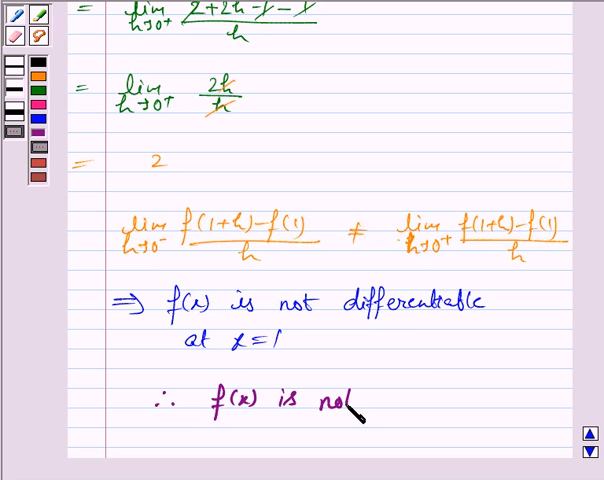 = lim h→0⁺ (2+2h-1-1)/h
= lim h→0⁺ 2h/h
= 2
lim h→0⁻ (f(1+h)-f(1))/h ≠ lim h→0⁺ (f(1+h)-f(1))/h
⇒ f(x) is not differentiable
at x=1
∴ f(x) is not